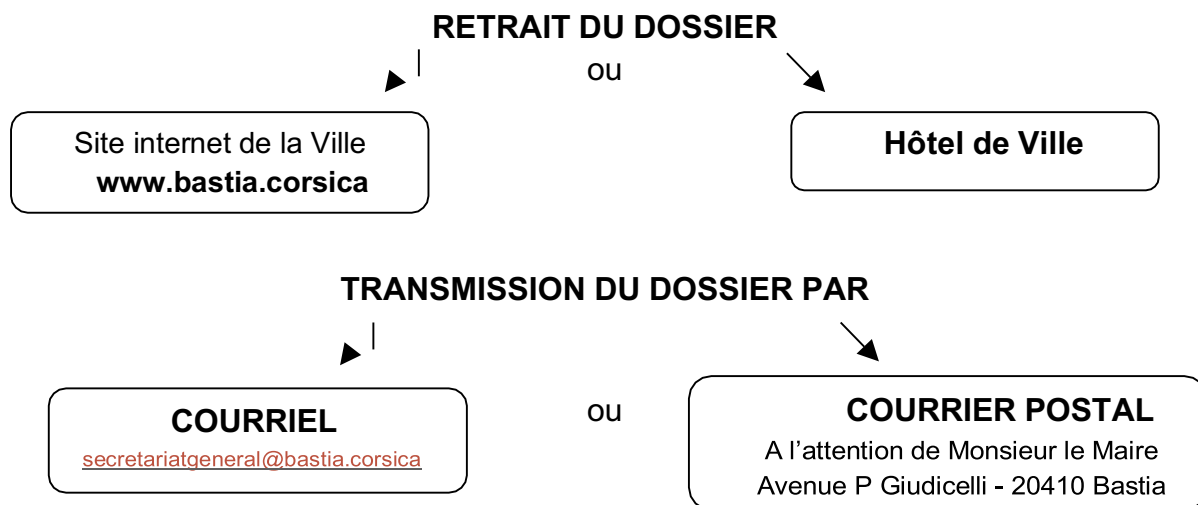 RETRAIT DU DOSSIER
ou
Site internet de la Ville
www.bastia.corsica
Hôtel de Ville
TRANSMISSION DU DOSSIER PAR
COURRIEL
secretariatgeneral@bastia.corsica
ou
COURRIER POSTAL
A l’attention de Monsieur le Maire
Avenue P Giudicelli - 20410 Bastia